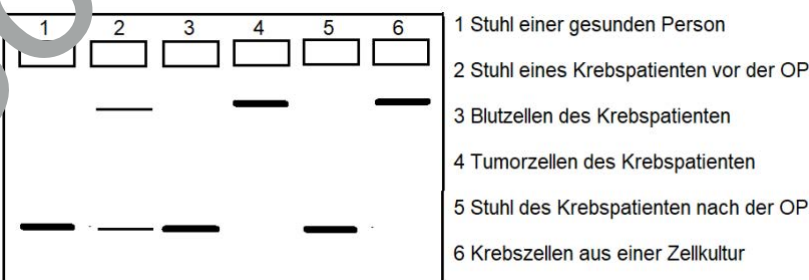 1 2 3 4 5 6
1 Stuhl einer gesunden Person
2 Stuhl eines Krebspatienten vor der OP
3 Blutzellen des Krebspatienten
4 Tumorzellen des Krebspatienten
5 Stuhl des Krebspatienten nach der OP
6 Krebszellen aus einer Zellkultur